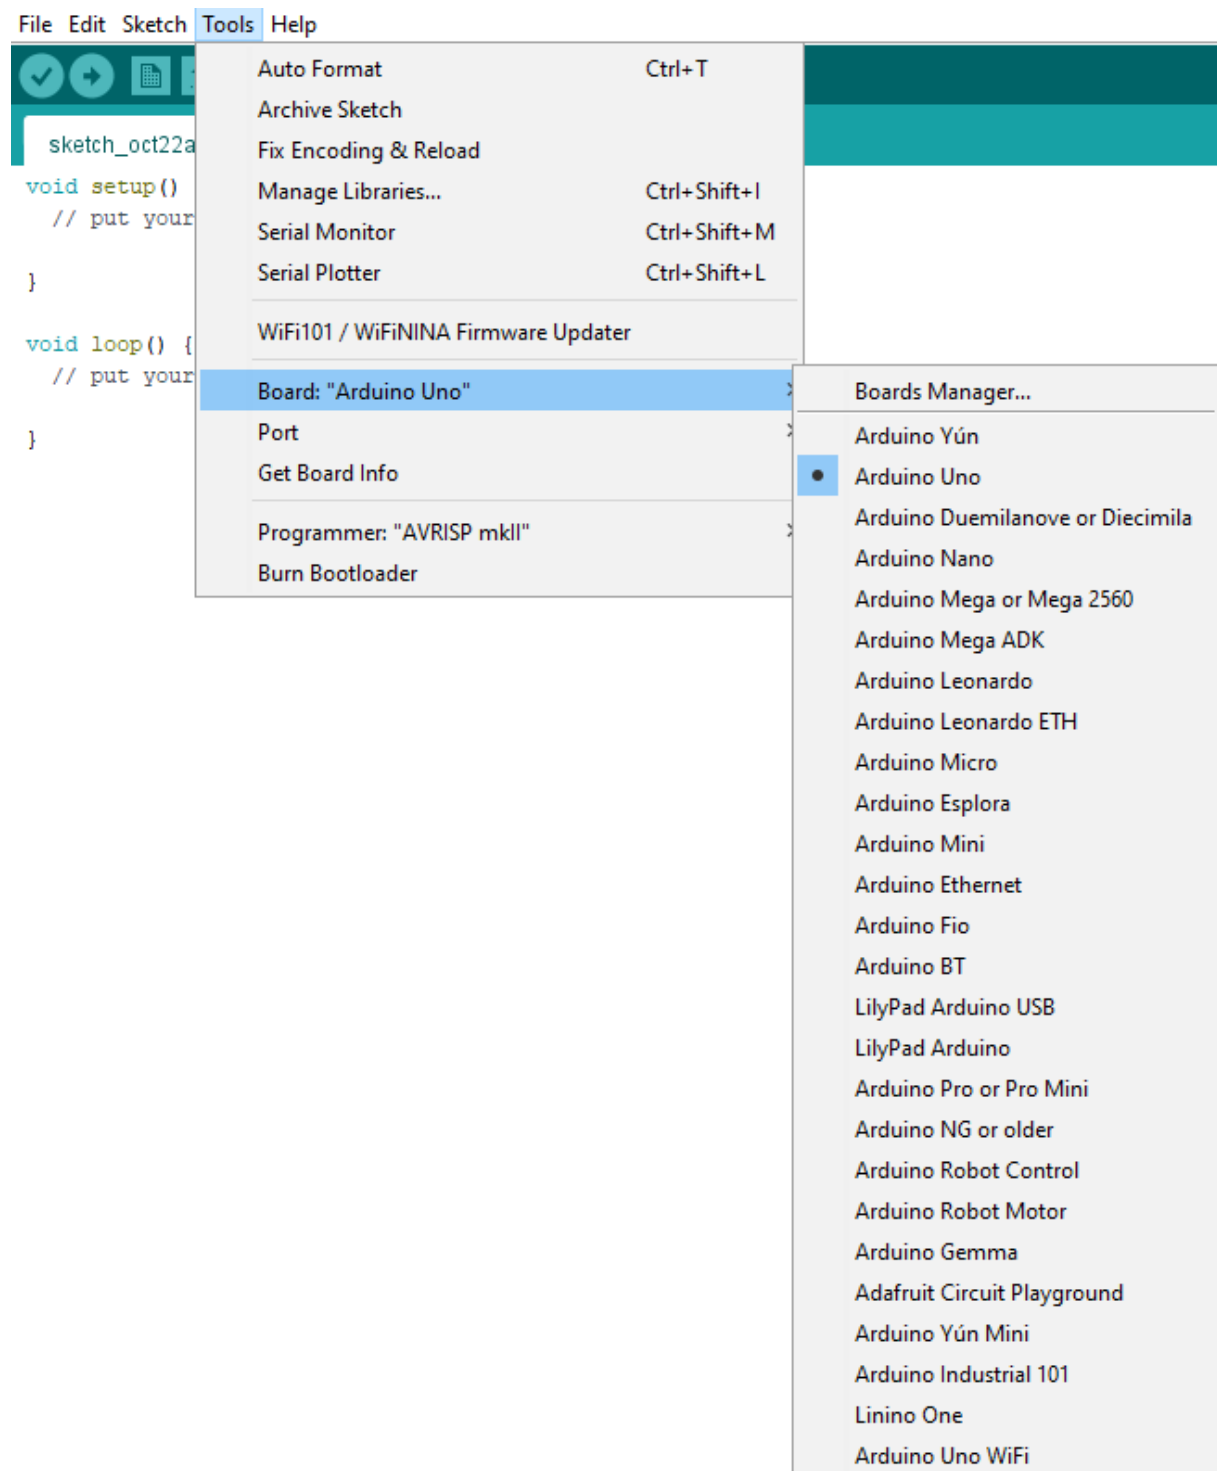 File Edit Sketch Tools Help
sketch_oct22a
void setup()
// put your
}
void loop() {
// put your
}
Auto Format Ctrl+T
Archive Sketch
Fix Encoding & Reload
Manage Libraries... Ctrl+Shift+I
Serial Monitor Ctrl+Shift+M
Serial Plotter Ctrl+Shift+L
WiFi101 / WiFiNINA Firmware Updater
Board: "Arduino Uno"
Port
Get Board Info
Programmer: "AVRISP mkII"
Burn Bootloader
Boards Manager...
Arduino Yún
Arduino Uno
Arduino Duemilanove or Diecimila
Arduino Nano
Arduino Mega or Mega 2560
Arduino Mega ADK
Arduino Leonardo
Arduino Leonardo ETH
Arduino Micro
Arduino Esplora
Arduino Mini
Arduino Ethernet
Arduino Fio
Arduino BT
LilyPad Arduino USB
LilyPad Arduino
Arduino Pro or Pro Mini
Arduino NG or older
Arduino Robot Control
Arduino Robot Motor
Arduino Gemma
Adafruit Circuit Playground
Arduino Yún Mini
Arduino Industrial 101
Linino One
Arduino Uno WiFi